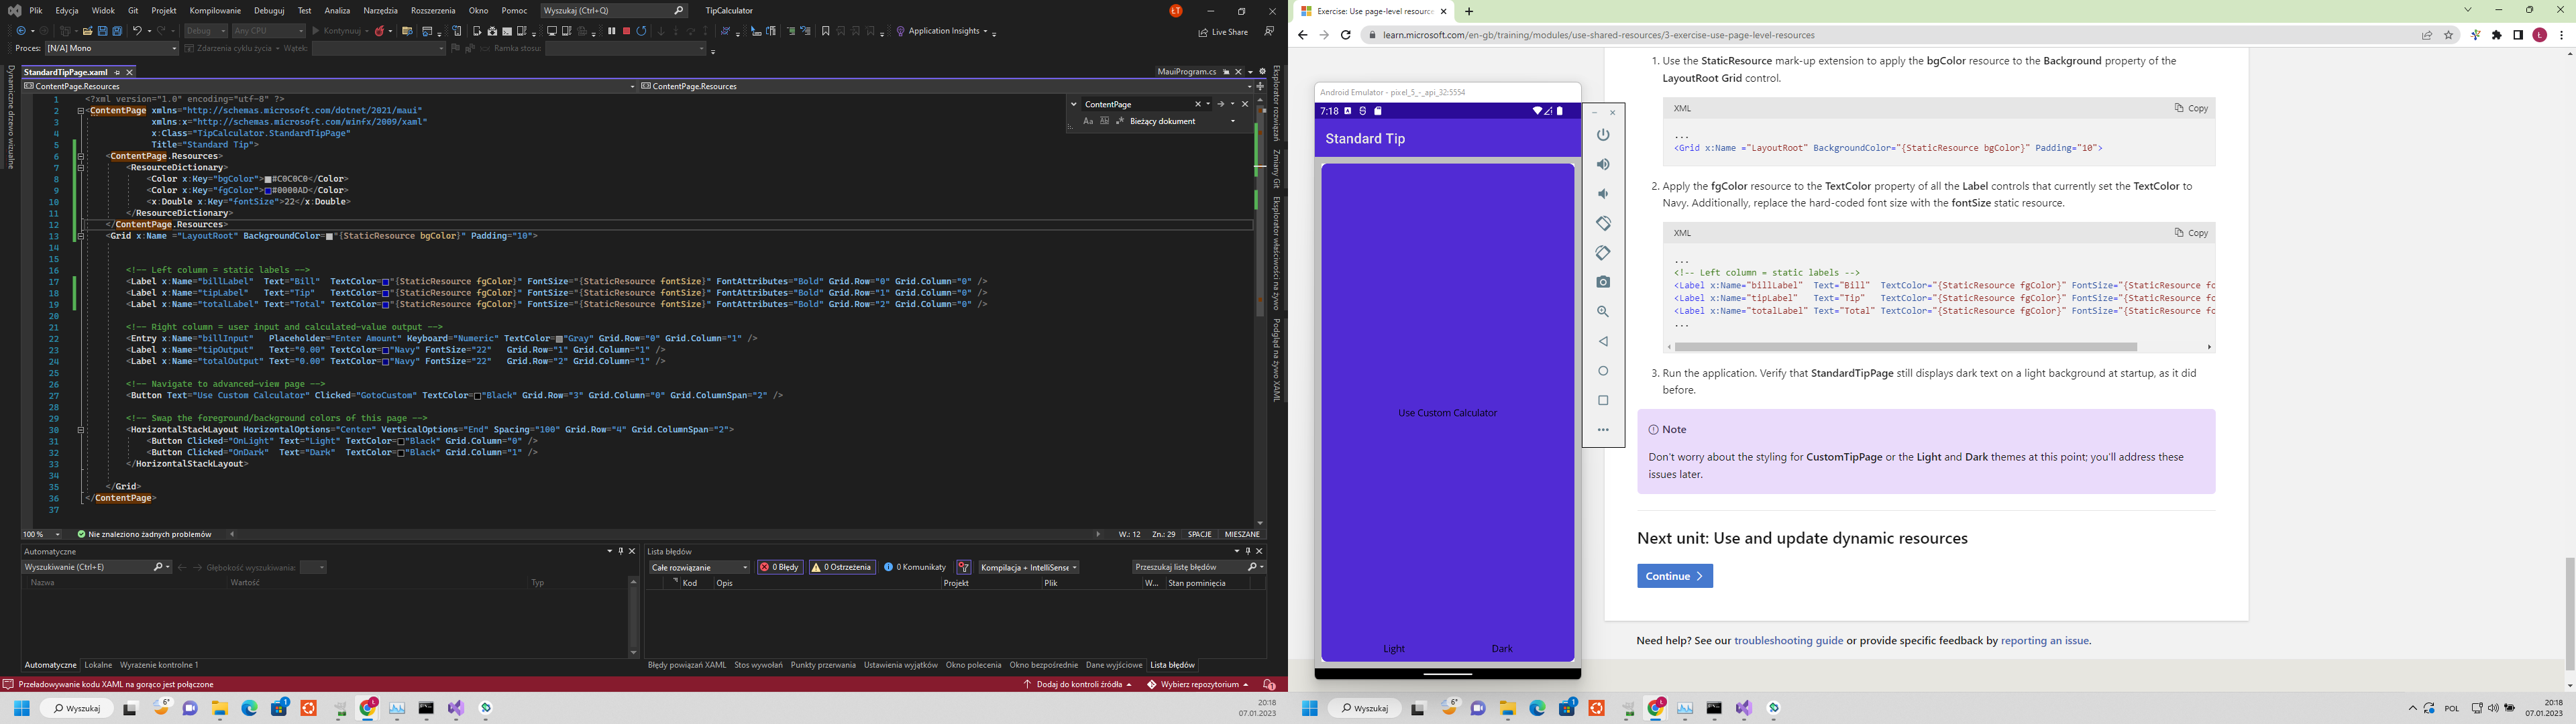 Plik Edycja Widok Git Projekt Kompilowanie Debuguj Test Analiza Narzędzia Rozszerzenia Okno Pomoc Wyszukaj (Ctrl+Q) TipCalculator ŁT
Debug Any CPU Kontynuuj Application Insights Live Share
Proces: [N/A] Mono Zdarzenia cyklu życia Wątek: Ramka stosu:
StandardTipPage.xaml MauiProgram.cs
ContentPage.Resources ContentPage.Resources
Dynamiczne drzewo wizualne
ContentPage
Aa Bieżący dokument
1 <?xml version="1.0" encoding="utf-8" ?>
2 <ContentPage xmlns="http://schemas.microsoft.com/dotnet/2021/maui"
3 xmlns:x="http://schemas.microsoft.com/winfx/2009/xaml"
4 x:Class="TipCalculator.StandardTipPage"
5 Title="Standard Tip">
6 <ContentPage.Resources>
7 <ResourceDictionary>
8 <Color x:Key="bgColor">#C0C0C0</Color>
9 <Color x:Key="fgColor">#0000AD</Color>
10 <x:Double x:Key="fontSize">22</x:Double>
11 </ResourceDictionary>
12 </ContentPage.Resources>
13 <Grid x:Name ="LayoutRoot" BackgroundColor="{StaticResource bgColor}" Padding="10">
14
15
16 <!-- Left column = static labels -->
17 <Label x:Name="billLabel" Text="Bill" TextColor="{StaticResource fgColor}" FontSize="{StaticResource fontSize}" FontAttributes="Bold" Grid.Row="0" Grid.Column="0" />
18 <Label x:Name="tipLabel" Text="Tip" TextColor="{StaticResource fgColor}" FontSize="{StaticResource fontSize}" FontAttributes="Bold" Grid.Row="1" Grid.Column="0" />
19 <Label x:Name="totalLabel" Text="Total" TextColor="{StaticResource fgColor}" FontSize="{StaticResource fontSize}" FontAttributes="Bold" Grid.Row="2" Grid.Column="0" />
20
21 <!-- Right column = user input and calculated-value output -->
22 <Entry x:Name="billInput" Placeholder="Enter Amount" Keyboard="Numeric" TextColor="Gray" Grid.Row="0" Grid.Column="1" />
23 <Label x:Name="tipOutput" Text="0.00" TextColor="Navy" FontSize="22" Grid.Row="1" Grid.Column="1" />
24 <Label x:Name="totalOutput" Text="0.00" TextColor="Navy" FontSize="22" Grid.Row="2" Grid.Column="1" />
25
26 <!-- Navigate to advanced-view page -->
27 <Button Text="Use Custom Calculator" Clicked="GotoCustom" TextColor="Black" Grid.Row="3" Grid.Column="0" Grid.ColumnSpan="2" />
28
29 <!-- Swap the foreground/background colors of this page -->
30 <HorizontalStackLayout HorizontalOptions="Center" VerticalOptions="End" Spacing="100" Grid.Row="4" Grid.ColumnSpan="2">
31 <Button Clicked="OnLight" Text="Light" TextColor="Black" Grid.Column="0" />
32 <Button Clicked="OnDark" Text="Dark" TextColor="Black" Grid.Column="1" />
33 </HorizontalStackLayout>
34
35 </Grid>
36 </ContentPage>
37
Eksplorator rozwiązań
Zmiany Git
Eksplorator właściwości na żywo
Podgląd na żywo XAML
100 % Nie znaleziono żadnych problemów W.: 12 Zn.: 29 SPACJE MIESZANE
Automatyczne
Wyszukiwanie (Ctrl+E) Głębokość wyszukiwania:
Nazwa Wartość Typ
Automatyczne Lokalne Wyrażenie kontrolne 1
Lista błędów
Całe rozwiązanie 0 Błędy 0 Ostrzeżenia 0 Komunikaty Kompilacja + IntelliSense Przeszukaj listę błędów
Kod Opis Projekt Plik W... Stan pominięcia
Błędy powiązań XAML Stos wywołań Punkty przerwania Ustawienia wyjątków Okno polecenia Okno bezpośrednie Dane wyjściowe Lista błędów
Przeładowywanie kodu XAML na gorąco jest połączone Dodaj do kontroli źródła Wybierz repozytorium
Wyszukaj 6° 20:18
07.01.2023
Exercise: Use page-level resource
learn.microsoft.com/en-gb/training/modules/use-shared-resources/3-exercise-use-page-level-resources
Android Emulator - pixel_5_-_api_32:5554
7:18
Standard Tip
Use Custom Calculator
Light Dark
1. Use the StaticResource mark-up extension to apply the bgColor resource to the Background property of the
LayoutRoot Grid control.
XML Copy
...
<Grid x:Name ="LayoutRoot" BackgroundColor="{StaticResource bgColor}" Padding="10">
2. Apply the fgColor resource to the TextColor property of all the Label controls that currently set the TextColor to
Navy. Additionally, replace the hard-coded font size with the fontSize static resource.
XML Copy
...
<!-- Left column = static labels -->
<Label x:Name="billLabel" Text="Bill" TextColor="{StaticResource fgColor}" FontSize="{StaticResource fo
<Label x:Name="tipLabel" Text="Tip" TextColor="{StaticResource fgColor}" FontSize="{StaticResource fo
<Label x:Name="totalLabel" Text="Total" TextColor="{StaticResource fgColor}" FontSize="{StaticResource fo
...
3. Run the application. Verify that StandardTipPage still displays dark text on a light background at startup, as it did
before.
Note
Don't worry about the styling for CustomTipPage or the Light and Dark themes at this point; you'll address these
issues later.
Next unit: Use and update dynamic resources
Continue
Need help? See our troubleshooting guide or provide specific feedback by reporting an issue.
Wyszukaj 6° POL 20:18
07.01.2023